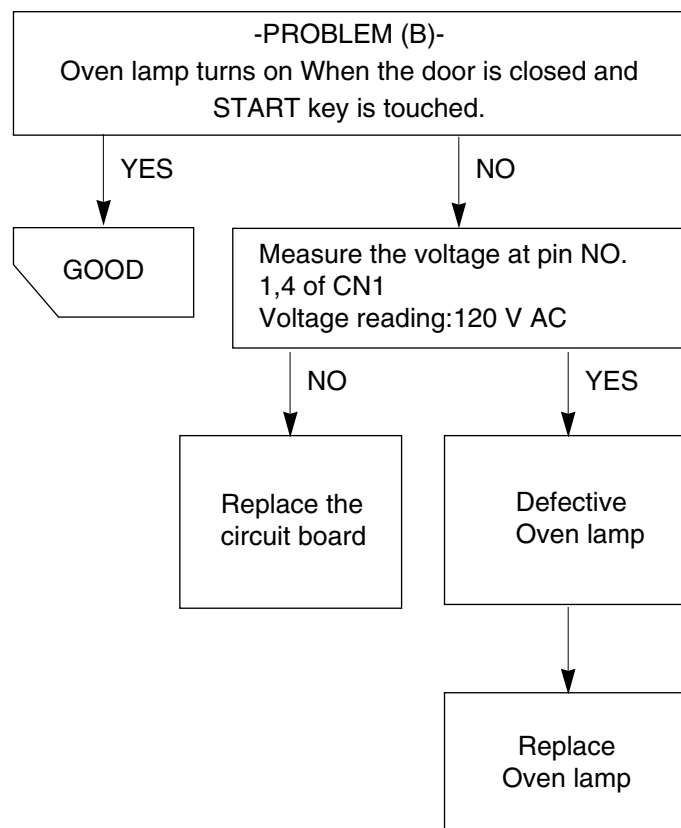 -PROBLEM (B)-
Oven lamp turns on When the door is closed and
START key is touched.
YES
NO
GOOD
Measure the voltage at pin NO.
1,4 of CN1
Voltage reading:120 V AC
NO
YES
Replace the
circuit board
Defective
Oven lamp
Replace
Oven lamp